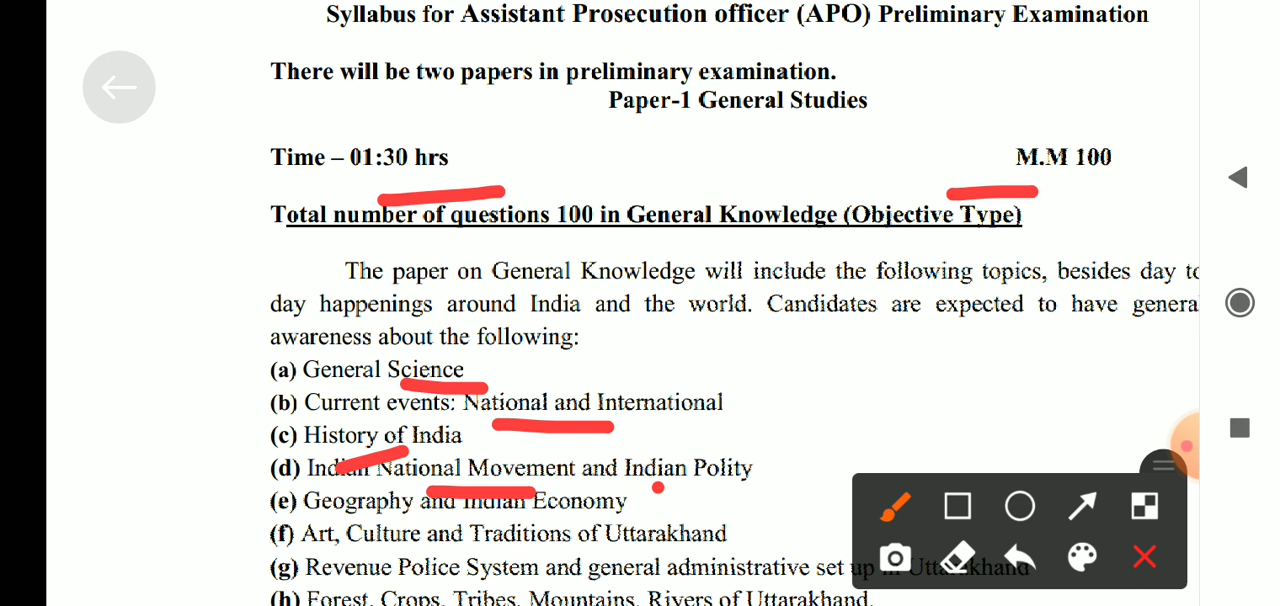 Syllabus for Assistant Prosecution officer (APO) Preliminary Examination
There will be two papers in preliminary examination.
Paper-1 General Studies
Time – 01:30 hrs M.M 100
Total number of questions 100 in General Knowledge (Objective Type)
The paper on General Knowledge will include the following topics, besides day to
day happenings around India and the world. Candidates are expected to have genera
awareness about the following:
(a) General Science
(b) Current events: National and International
(c) History of India
(d) Indian National Movement and Indian Polity
(e) Geography and Indian Economy
(f) Art, Culture and Traditions of Uttarakhand
(g) Revenue Police System and general administrative set up in Uttarakhand
(h) Forest, Crops, Tribes, Mountains, Rivers of Uttarakhand.